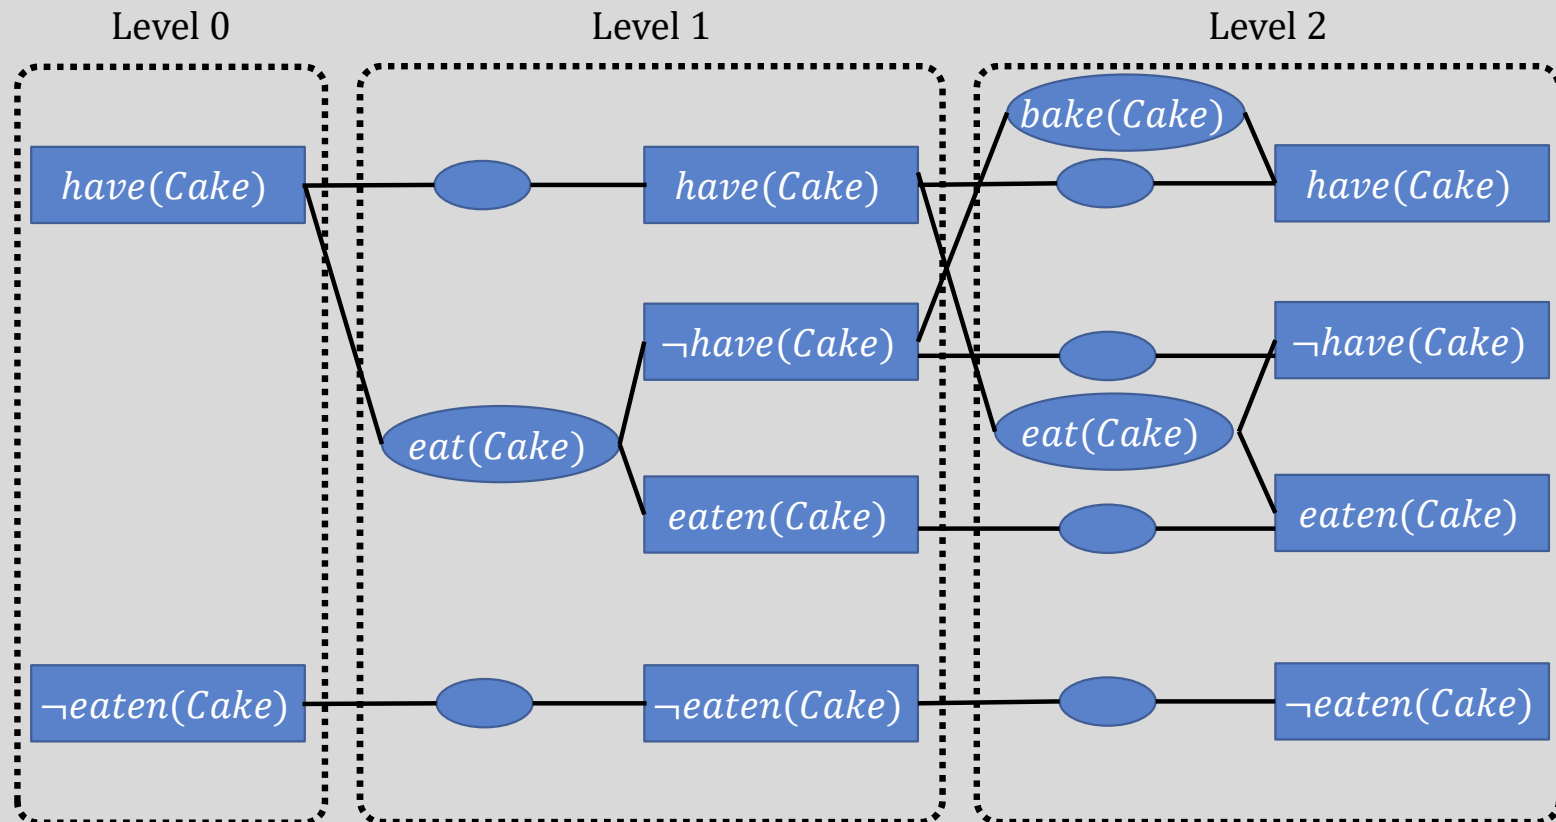 Level 0
Level 1
Level 2
bake(Cake)
have(Cake)
have(Cake)
have(Cake)
¬have(Cake)
¬have(Cake)
eat(Cake)
eat(Cake)
eaten(Cake)
eaten(Cake)
¬eaten(Cake)
¬eaten(Cake)
¬eaten(Cake)